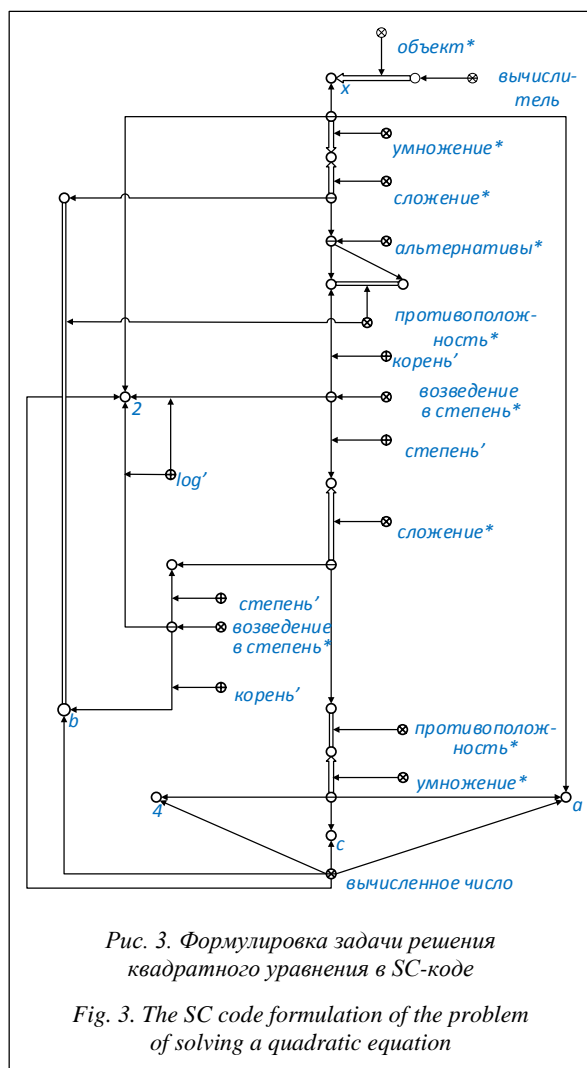 объект*
x
вычисли-
тель
умножение*
сложение*
альтернативы*
противополож-
ность*
корень’
2
возведение
в степень*
степень’
log’
сложение*
степень’
возведение
в степень*
корень’
b
противополож-
ность*
умножение*
4
a
c
вычисленное число
Рис. 3. Формулировка задачи решения
квадратного уравнения в SC-коде
Fig. 3. The SC code formulation of the problem
of solving a quadratic equation